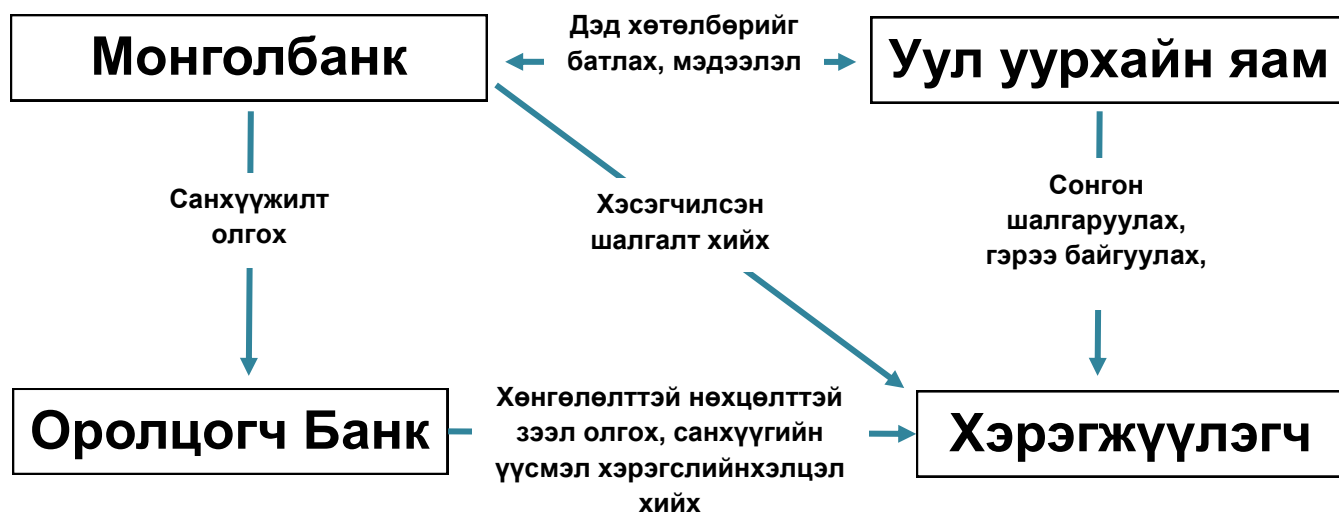 Монголбанк
Дэд хөтөлбөрийг
батлах, мэдээлэл
Уул уурхайн яам
Санхүүжилт
олгох
Хэсэгчилсэн
шалгалт хийх
Сонгон
шалгаруулах,
гэрээ байгуулах,
Оролцогч Банк
Хөнгөлөлттэй нөхцөлттэй
зээл олгох, санхүүгийн
үүсмэл хэрэгслийнхэлцэл
хийх
Хэрэгжүүлэгч